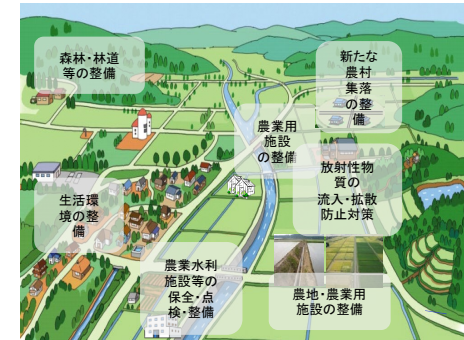 森林・林道
等の整備
新たな
農村
集落
の整
備
農業用
施設
の整備
放射性物
質の
流入・拡散
防止対策
生活環
境の整
備
農業水利
施設等の
保全・点
検・整備
農地・農業用
施設の整備